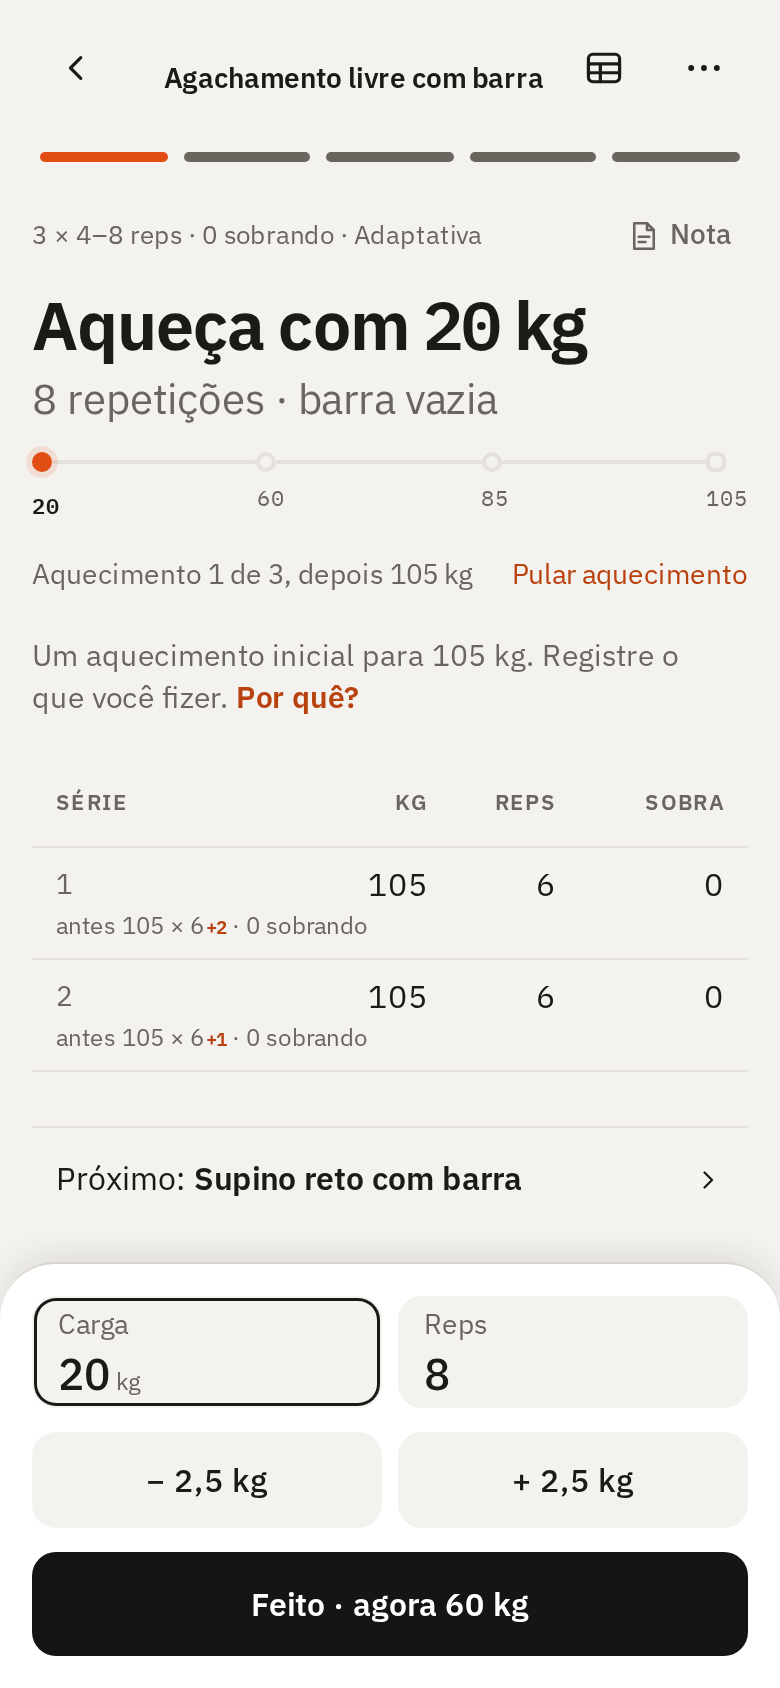 Agachamento livre com barra
3 × 4–8 reps · 0 sobrando · Adaptativa
Nota
Aqueça com 20 kg
8 repetições · barra vazia
20 60 85 105
Aquecimento 1 de 3, depois 105 kg
Pular aquecimento
Um aquecimento inicial para 105 kg. Registre o
que você fizer. Por quê?
SÉRIE KG REPS SOBRA
1 105 6 0
antes 105 × 6 +2 · 0 sobrando
2 105 6 0
antes 105 × 6 +1 · 0 sobrando
Próximo: Supino reto com barra
Carga Reps
20 kg 8
– 2,5 kg + 2,5 kg
Feito · agora 60 kg